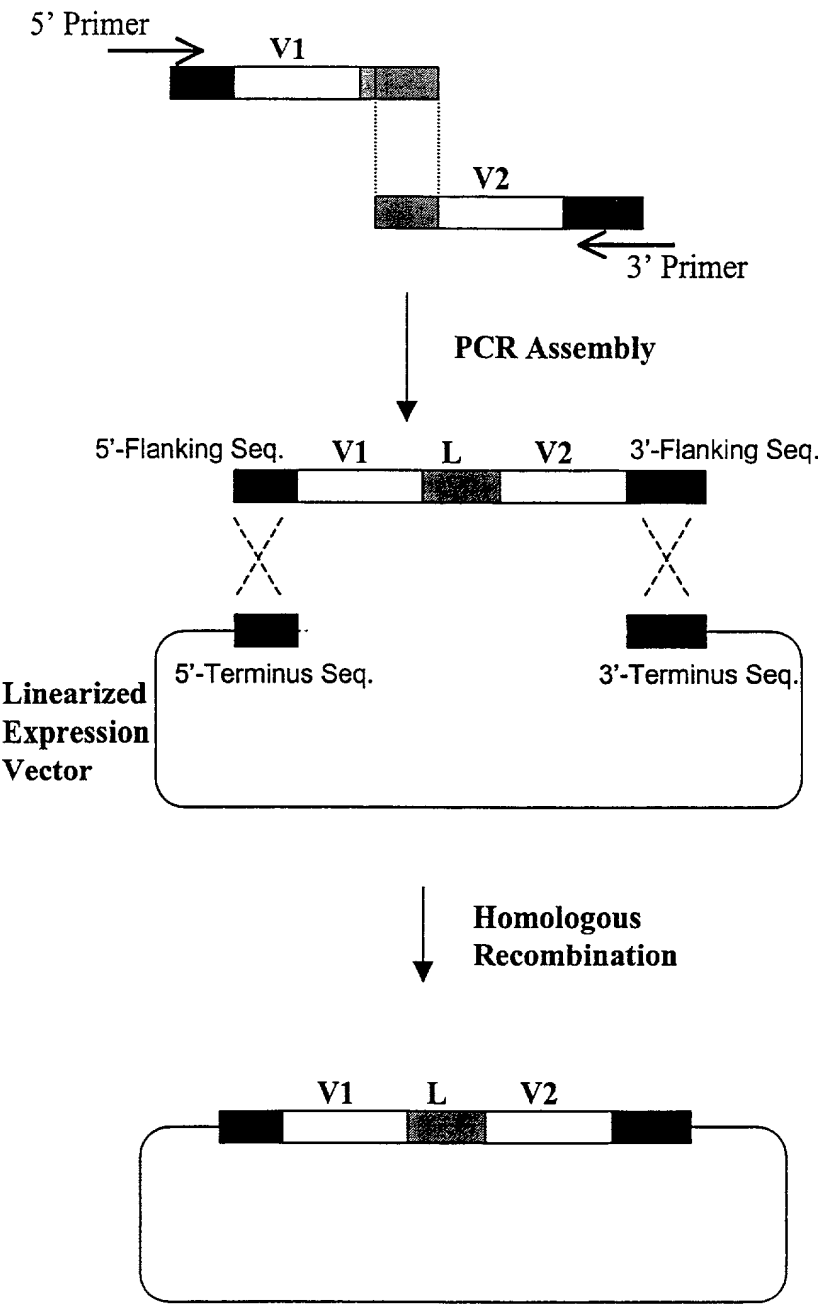 5' Primer
V1
V2
3' Primer
PCR Assembly
5'-Flanking Seq.
V1
L
V2
3'-Flanking Seq.
5'-Terminus Seq.
3'-Terminus Seq.
Linearized
Expression
Vector
Homologous
Recombination
V1
L
V2